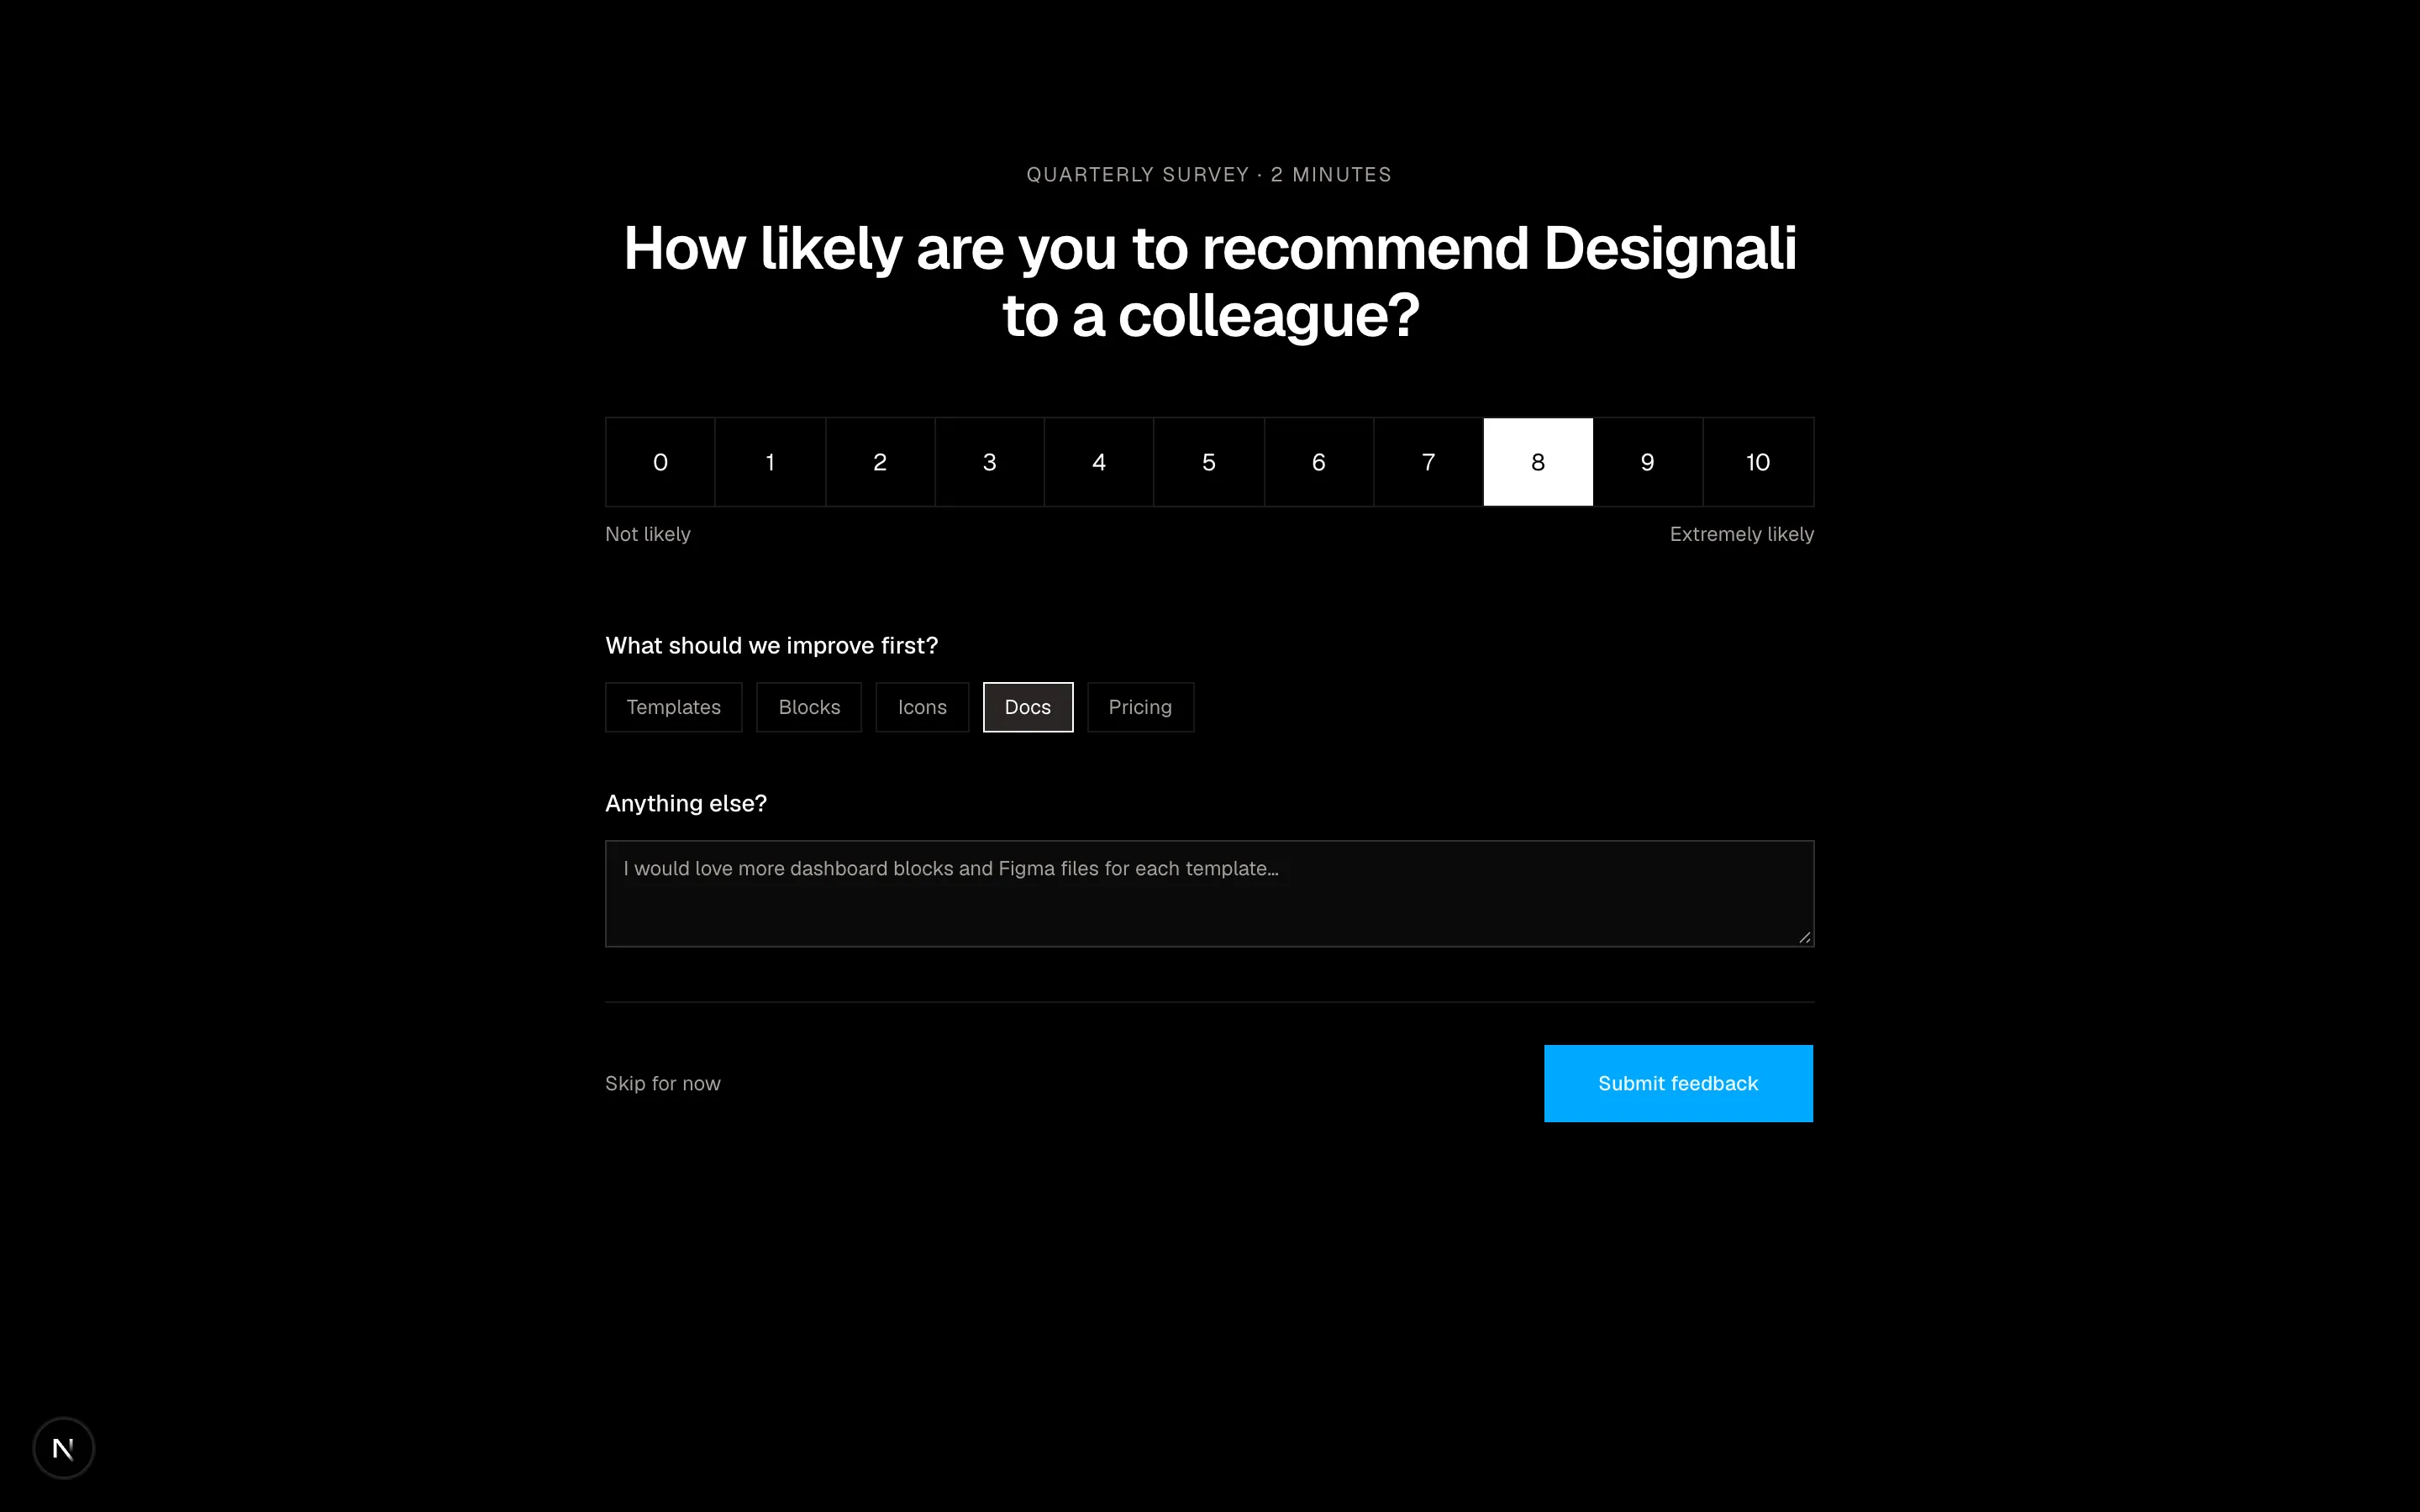 QUARTERLY SURVEY · 2 MINUTES
How likely are you to recommend Designali
to a colleague?
0 1 2 3 4 5 6 7 8 9 10
Not likely Extremely likely
What should we improve first?
Templates Blocks Icons Docs Pricing
Anything else?
I would love more dashboard blocks and Figma files for each template…
Skip for now Submit feedback
N